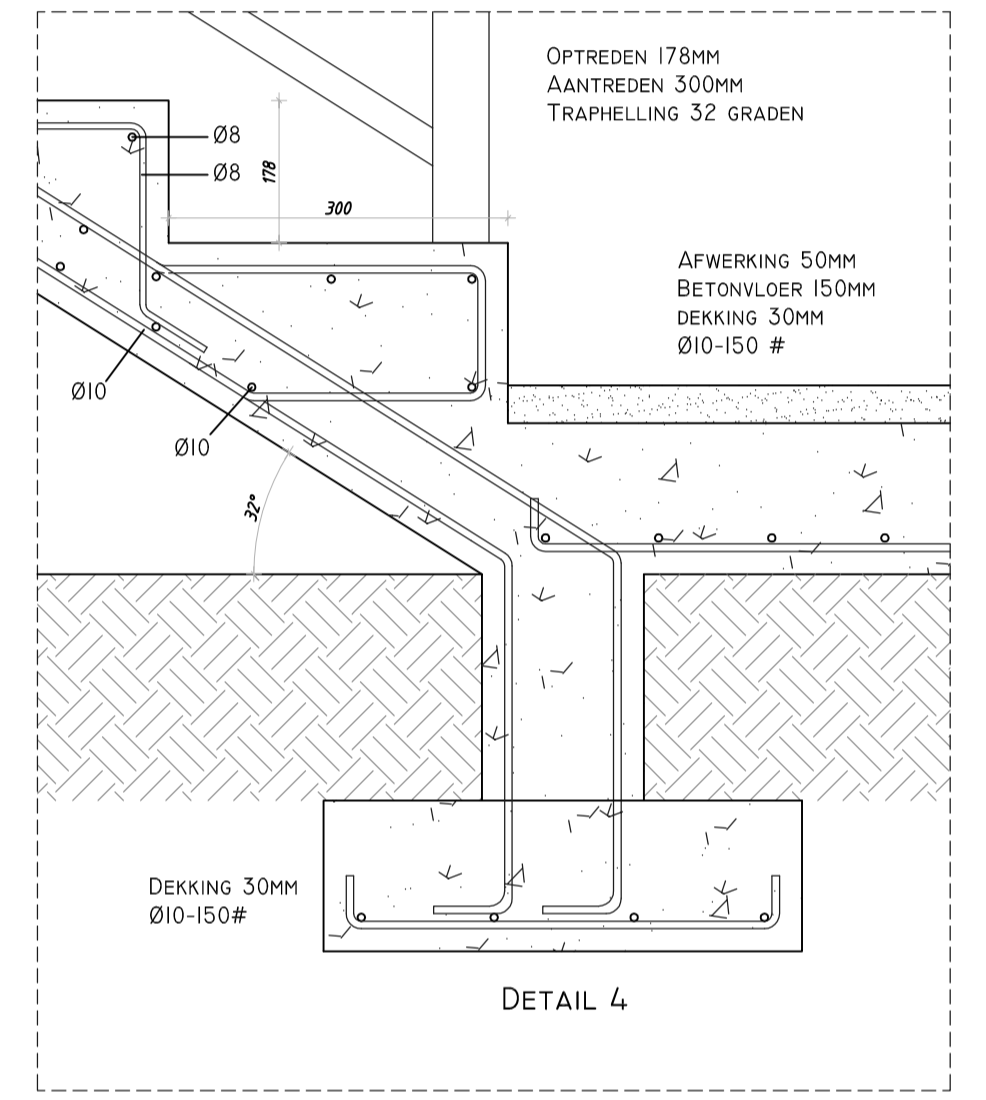 Optreden 178mm
Aantreden 300mm
Traphelling 32 graden
Ø8
Ø8
178
300
Afwerking 50mm
Betonvloer 150mm
dekking 30mm
Ø10-150 #
Ø10
Ø10
32°
Dekking 30mm
Ø10-150#
Detail 4